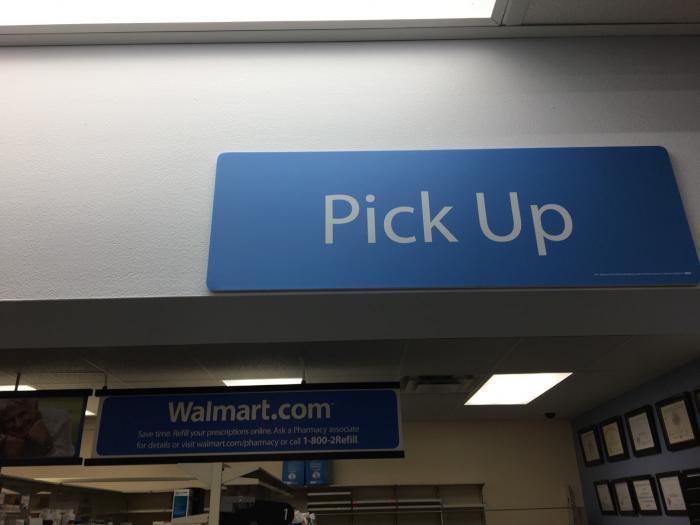 Pick Up
Walmart.com
Save time. Refill your prescriptions online. Ask a Pharmacy associate
for details or visit walmart.com/pharmacy or call 1-800-2Refill